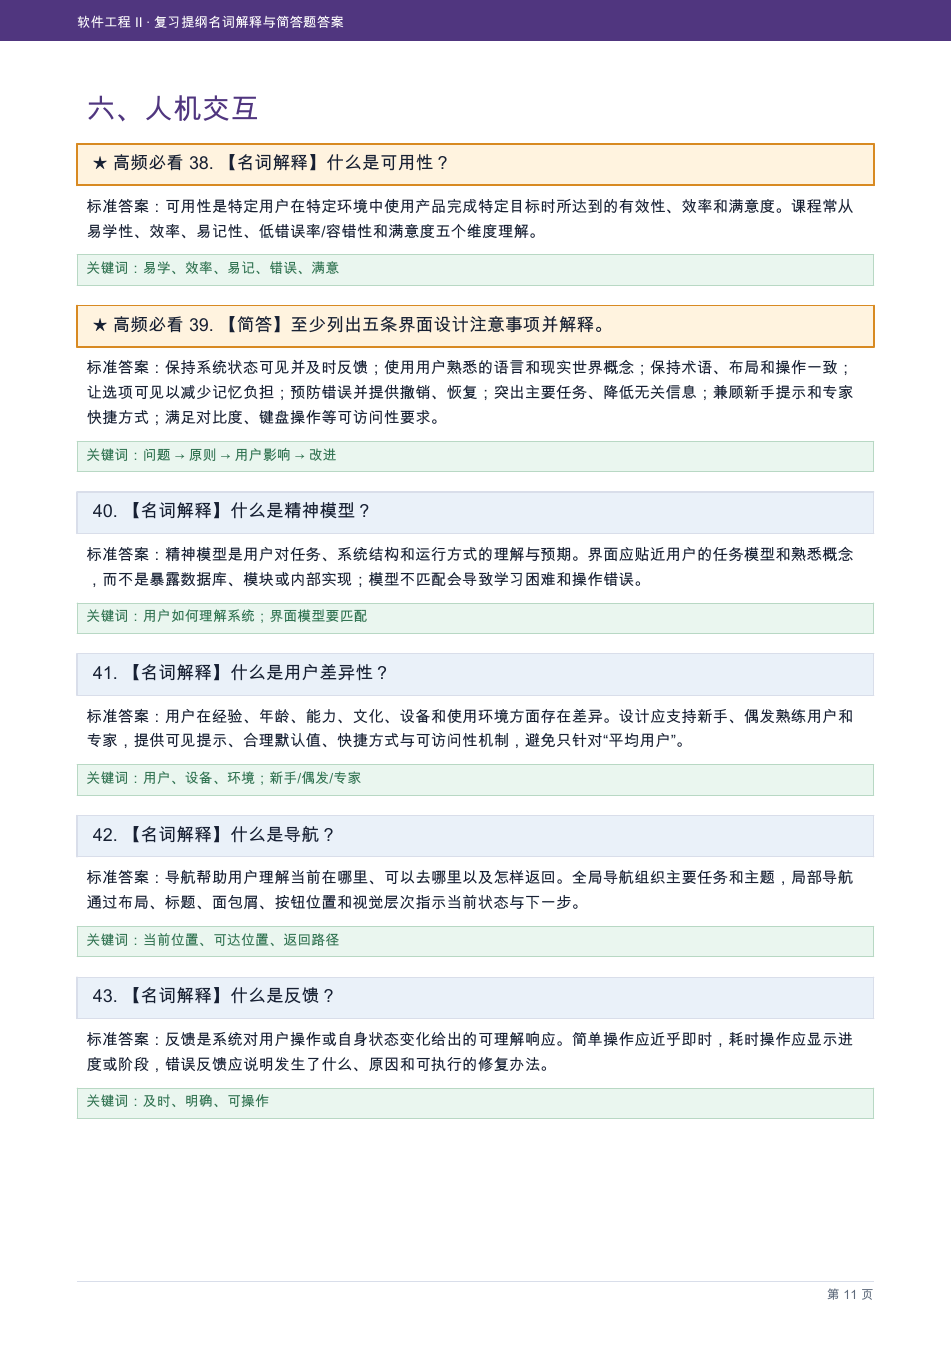 软件工程 II · 复习提纲名词解释与简答题答案
六、人机交互
★ 高频必看 38. 【名词解释】什么是可用性？
标准答案：可用性是特定用户在特定环境中使用产品完成特定目标时所达到的有效性、效率和满意度。课程常从
易学性、效率、易记性、低错误率/容错性和满意度五个维度理解。
关键词：易学、效率、易记、错误、满意
★ 高频必看 39. 【简答】至少列出五条界面设计注意事项并解释。
标准答案：保持系统状态可见并及时反馈；使用用户熟悉的语言和现实世界概念；保持术语、布局和操作一致；
让选项可见以减少记忆负担；预防错误并提供撤销、恢复；突出主要任务、降低无关信息；兼顾新手提示和专家
快捷方式；满足对比度、键盘操作等可访问性要求。
关键词：问题 → 原则 → 用户影响 → 改进
40. 【名词解释】什么是精神模型？
标准答案：精神模型是用户对任务、系统结构和运行方式的理解与预期。界面应贴近用户的任务模型和熟悉概念
，而不是暴露数据库、模块或内部实现；模型不匹配会导致学习困难和操作错误。
关键词：用户如何理解系统；界面模型要匹配
41. 【名词解释】什么是用户差异性？
标准答案：用户在经验、年龄、能力、文化、设备和使用环境方面存在差异。设计应支持新手、偶发熟练用户和
专家，提供可见提示、合理默认值、快捷方式与可访问性机制，避免只针对“平均用户”。
关键词：用户、设备、环境；新手/偶发/专家
42. 【名词解释】什么是导航？
标准答案：导航帮助用户理解当前在哪里、可以去哪里以及怎样返回。全局导航组织主要任务和主题，局部导航
通过布局、标题、面包屑、按钮位置和视觉层次指示当前状态与下一步。
关键词：当前位置、可达位置、返回路径
43. 【名词解释】什么是反馈？
标准答案：反馈是系统对用户操作或自身状态变化给出的可理解响应。简单操作应近乎即时，耗时操作应显示进
度或阶段，错误反馈应说明发生了什么、原因和可执行的修复办法。
关键词：及时、明确、可操作
第 11 页